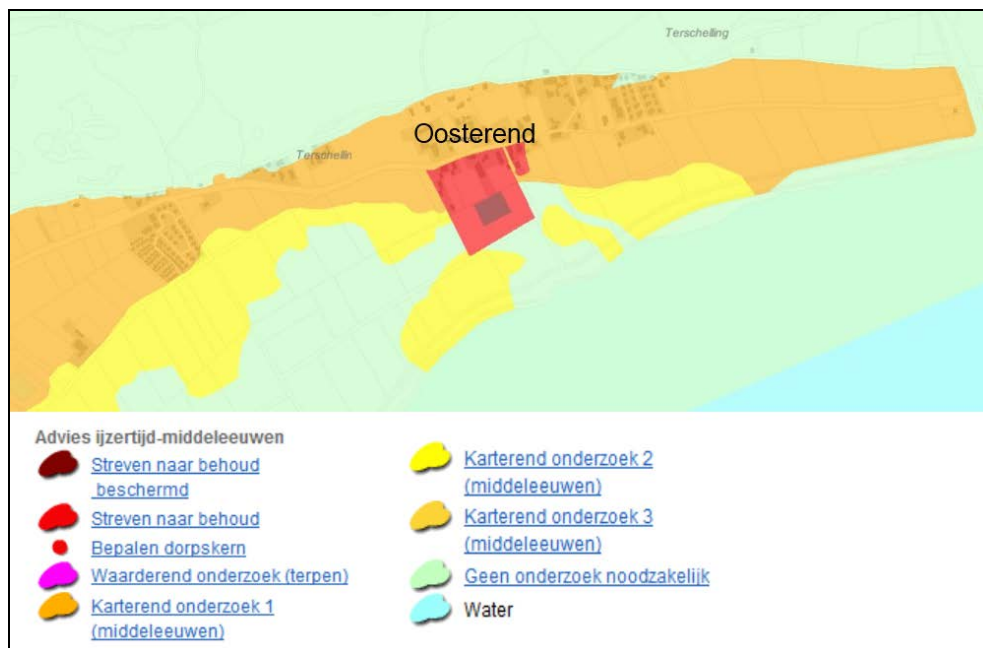 Terschelling
Oosterend
Terschellin
Advies ijzertijd-middeleeuwen
Streven naar behoud
beschermd
Streven naar behoud
Bepalen dorpskern
Waarderend onderzoek (terpen)
Karterend onderzoek 1
(middeleeuwen)
Karterend onderzoek 2
(middeleeuwen)
Karterend onderzoek 3
(middeleeuwen)
Geen onderzoek noodzakelijk
Water